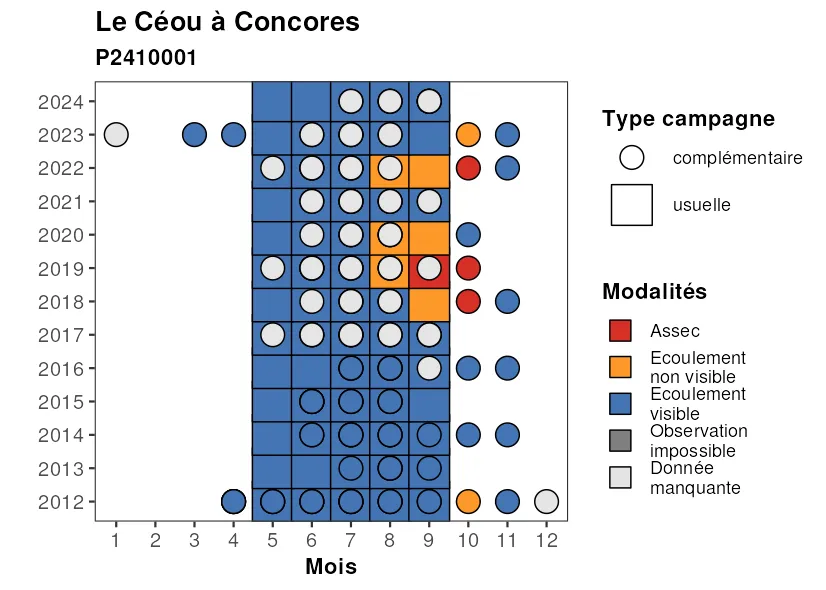 Le Céou à Concores
P2410001
2024
2023
2022
2021
2020
2019
2018
2017
2016
2015
2014
2013
2012
1 2 3 4 5 6 7 8 9 10 11 12
Mois
Type campagne
complémentaire
usuelle
Modalités
Assec
Ecoulement
non visible
Ecoulement
visible
Observation
impossible
Donnée
manquante